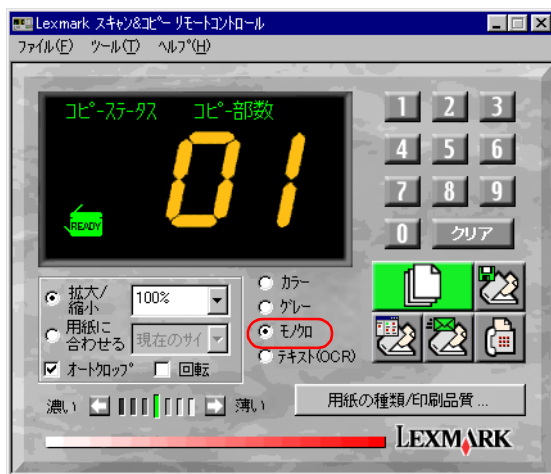 Lexmark スキャン&コピー リモートコントロール
ファイル(F) ツール(T) ヘルプ(H)
コピーステータス コピー部数
01
READY
1 2 3
4 5 6
7 8 9
0 クリア
拡大/
縮小
100%
用紙に
合わせる
現在のサイ
オートクロップ 回転
カラー
グレー
モノクロ
テキスト(OCR)
濃い 薄い
用紙の種類/印刷品質 ...
LEXMARK